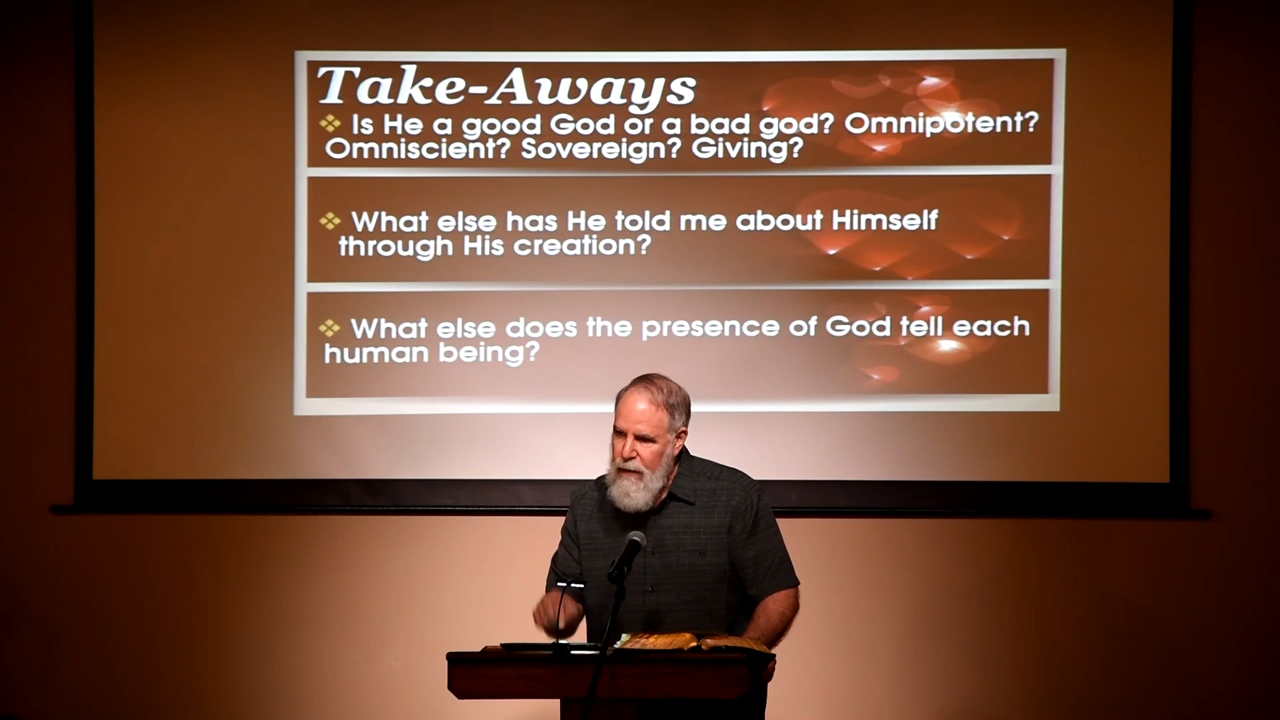 Take-Aways
❖ Is He a good God or a bad god? Omnipotent?
Omniscient? Sovereign? Giving?
❖ What else has He told me about Himself
through His creation?
❖ What else does the presence of God tell each
human being?